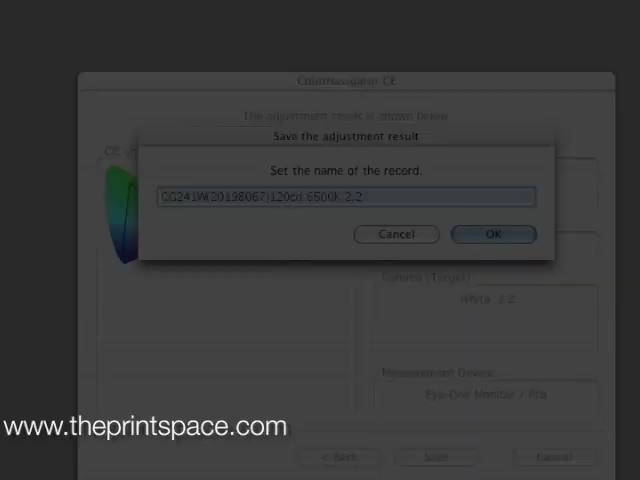 ColorNavigator CE
The adjustment result is shown below
Save the adjustment result
Set the name of the record.
CG241W(20198067)120cd 6500K 2.2
Cancel
OK
Gamma (Target)
White 2.2
Measurement Device
Eye-One Monitor / Pro
www.theprintspace.com
< Back
Save
Cancel